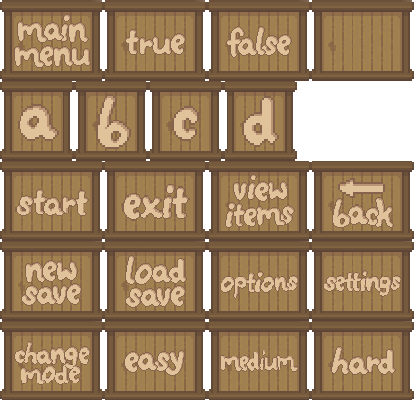 main
menu
true
false
a
b
c
d
start
exit
view
items
back
new
save
load
save
options
settings
change
mode
easy
medium
hard